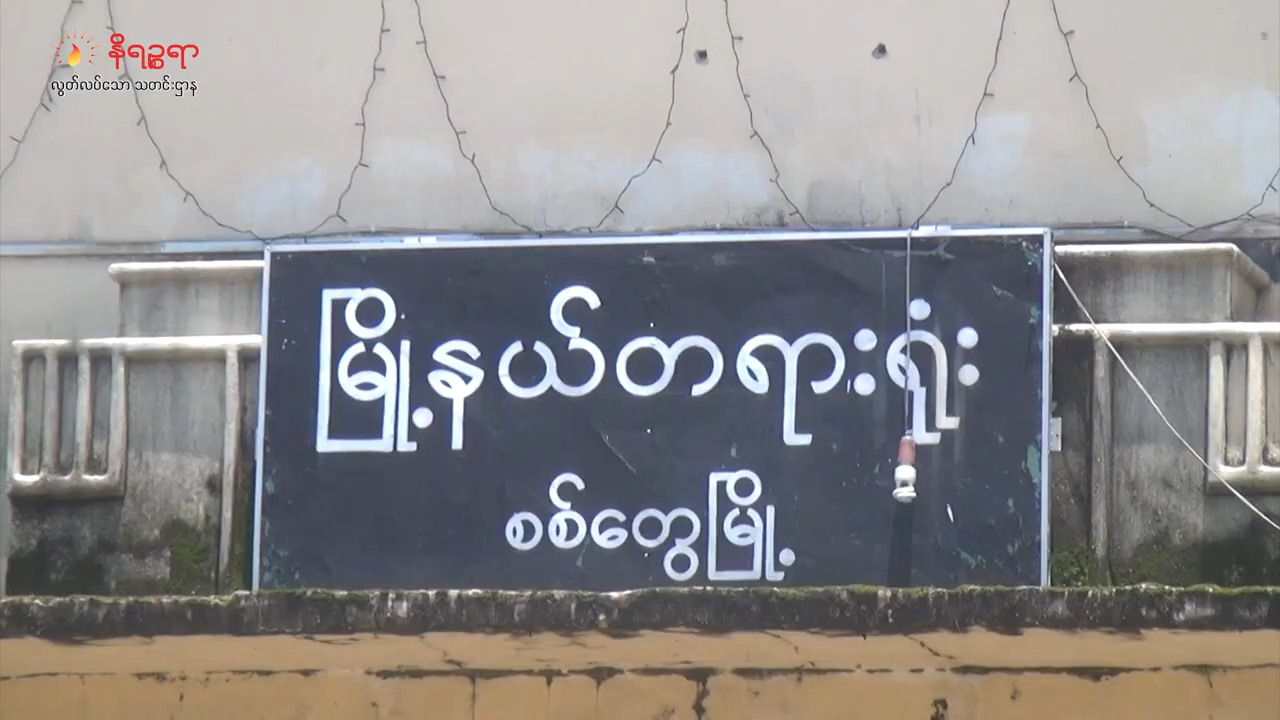 နိရဉ္စရာ
လွတ်လပ်သော သတင်းဌာန
မြို့နယ်တရားရုံး
စစ်တွေမြို့